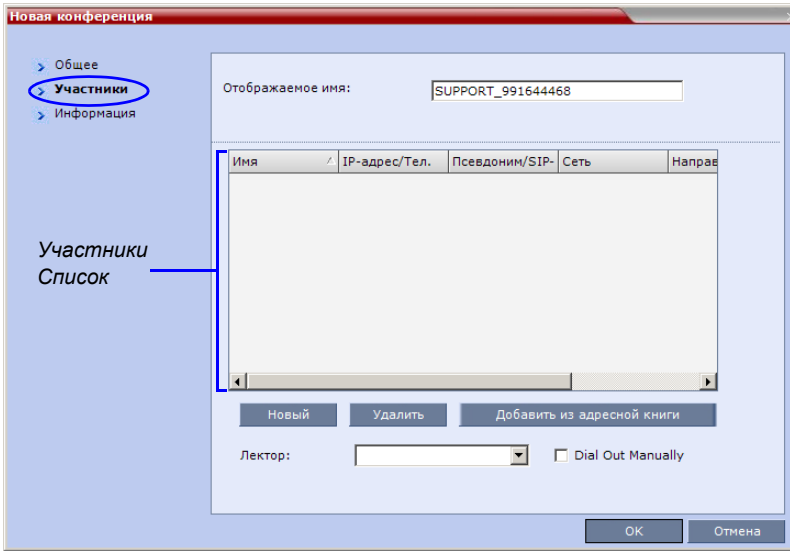 Новая конференция
Общее
Участники
Информация
Отображаемое имя:
SUPPORT_991644468
Имя
IP-адрес/Тел.
Псевдоним/SIP-
Сеть
Направ
Участники
Список
Новый
Удалить
Добавить из адресной книги
Лектор:
Dial Out Manually
OK
Отмена